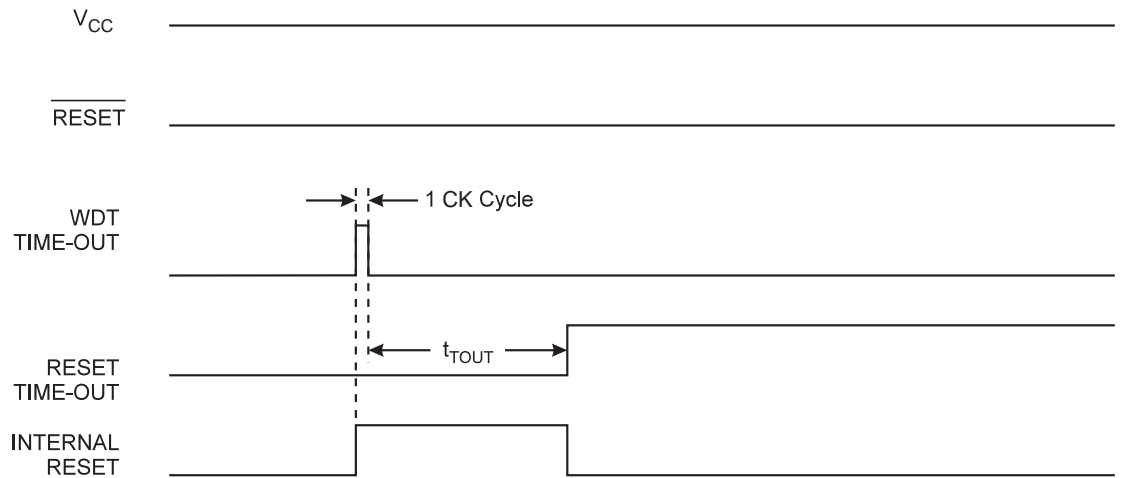 VCC
RESET
1 CK Cycle
WDT
TIME-OUT
tTOUT
RESET
TIME-OUT
INTERNAL
RESET